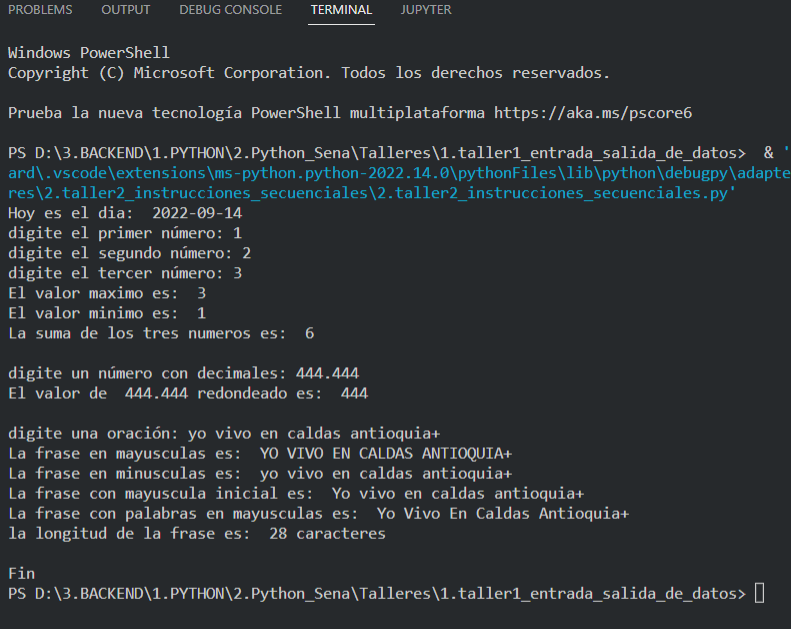 PROBLEMS OUTPUT DEBUG CONSOLE TERMINAL JUPYTER
Windows PowerShell
Copyright (C) Microsoft Corporation. Todos los derechos reservados.
Prueba la nueva tecnología PowerShell multiplataforma https://aka.ms/pscore6
PS D:\3.BACKEND\1.PYTHON\2.Python_Sena\Talleres\1.taller1_entrada_salida_de_datos>  & '
ard\.vscode\extensions\ms-python.python-2022.14.0\pythonFiles\lib\python\debugpy\adapte
res\2.taller2_instrucciones_secuenciales\2.taller2_instrucciones_secuenciales.py'
Hoy es el dia:  2022-09-14
digite el primer número: 1
digite el segundo número: 2
digite el tercer número: 3
El valor maximo es:  3
El valor minimo es:  1
La suma de los tres numeros es:  6
digite un número con decimales: 444.444
El valor de  444.444 redondeado es:  444
digite una oración: yo vivo en caldas antioquia+
La frase en mayusculas es:  YO VIVO EN CALDAS ANTIOQUIA+
La frase en minusculas es:  yo vivo en caldas antioquia+
La frase con mayuscula inicial es:  Yo vivo en caldas antioquia+
La frase con palabras en mayusculas es:  Yo Vivo En Caldas Antioquia+
la longitud de la frase es:  28 caracteres
Fin
PS D:\3.BACKEND\1.PYTHON\2.Python_Sena\Talleres\1.taller1_entrada_salida_de_datos>